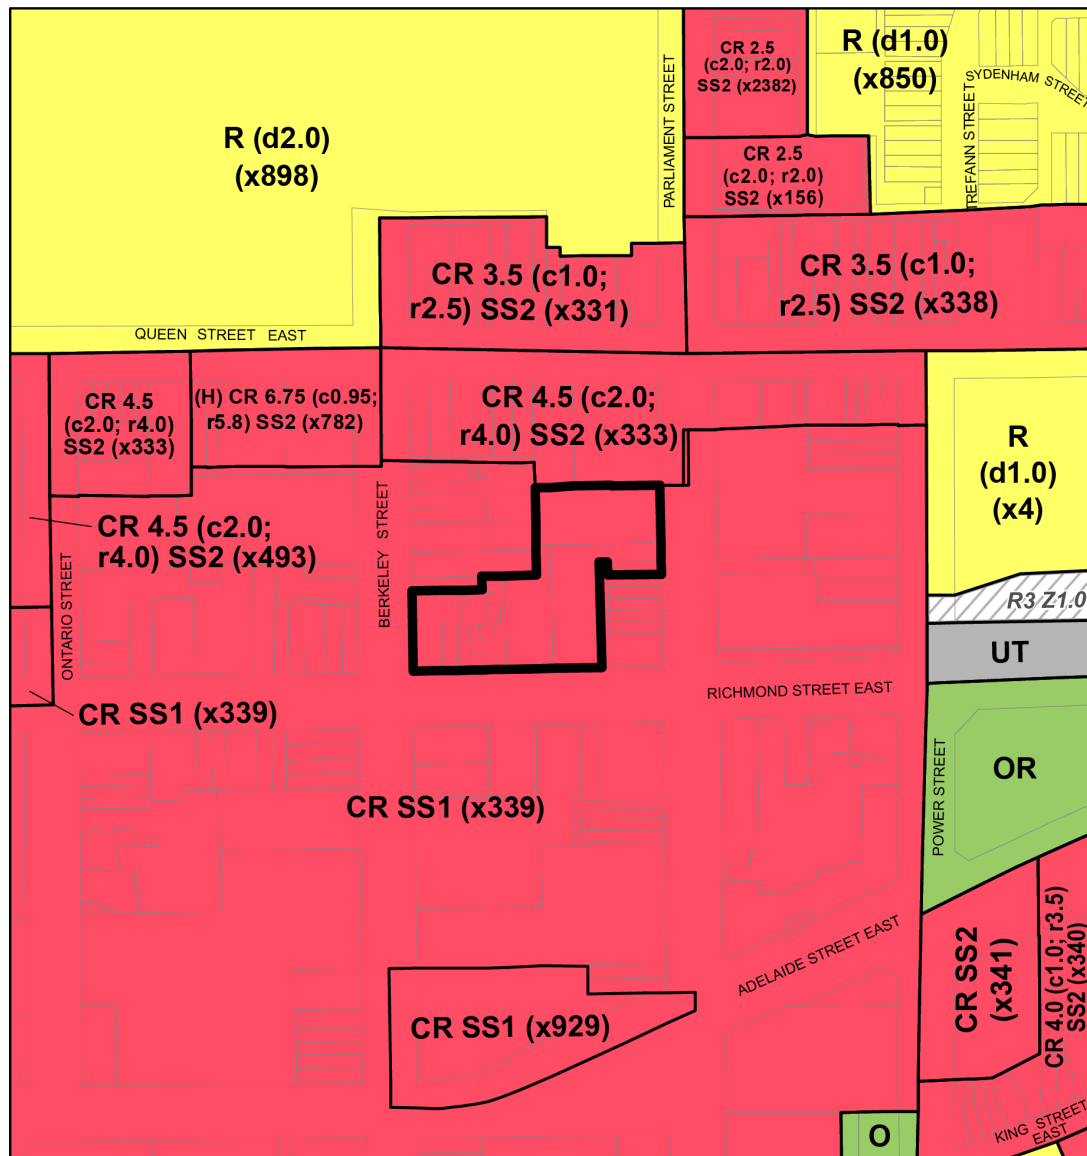 CR 2.5
(c2.0; r2.0)
SS2 (x2382)
R (d1.0)
(x850)
SYDENHAM STREET
TREFANN STREET
PARLIAMENT STREET
R (d2.0)
(x898)
CR 2.5
(c2.0; r2.0)
SS2 (x156)
CR 3.5 (c1.0;
r2.5) SS2 (x331)
CR 3.5 (c1.0;
r2.5) SS2 (x338)
QUEEN STREET EAST
CR 4.5
(c2.0; r4.0)
SS2 (x333)
(H) CR 6.75 (c0.95;
r5.8) SS2 (x782)
CR 4.5 (c2.0;
r4.0) SS2 (x333)
R
(d1.0)
(x4)
CR 4.5 (c2.0;
r4.0) SS2 (x493)
BERKELEY STREET
ONTARIO STREET
R3 Z1.0
UT
RICHMOND STREET EAST
CR SS1 (x339)
POWER STREET
OR
CR SS1 (x339)
ADELAIDE STREET EAST
CR SS2
(x341)
CR 4.0 (c1.0; r3.5)
SS2 (x340)
CR SS1 (x929)
O
KING STREET
EAST